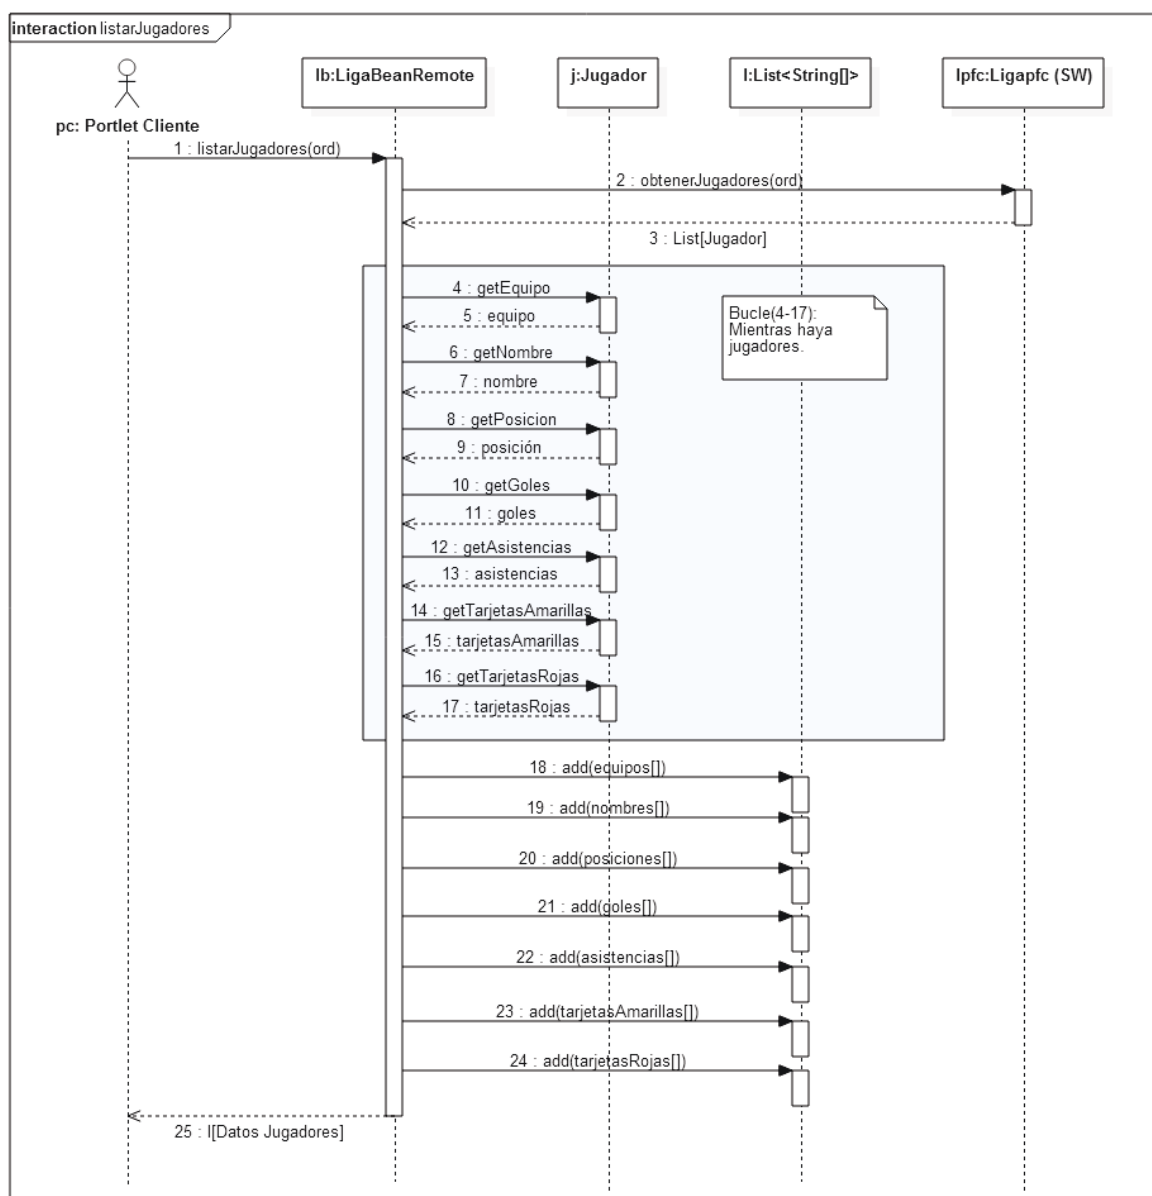 interaction listarJugadores
lb:LigaBeanRemote
j:Jugador
l:List<String[]>
lpfc:Ligapfc (SW)
pc: Portlet Cliente
1 : listarJugadores(ord)
2 : obtenerJugadores(ord)
3 : List[Jugador]
4 : getEquipo
5 : equipo
Bucle(4-17):
Mientras haya
jugadores.
6 : getNombre
7 : nombre
8 : getPosicion
9 : posición
10 : getGoles
11 : goles
12 : getAsistencias
13 : asistencias
14 : getTarjetasAmarillas
15 : tarjetasAmarillas
16 : getTarjetasRojas
17 : tarjetasRojas
18 : add(equipos[])
19 : add(nombres[])
20 : add(posiciones[])
21 : add(goles[])
22 : add(asistencias[])
23 : add(tarjetasAmarillas[])
24 : add(tarjetasRojas[])
25 : l[Datos Jugadores]